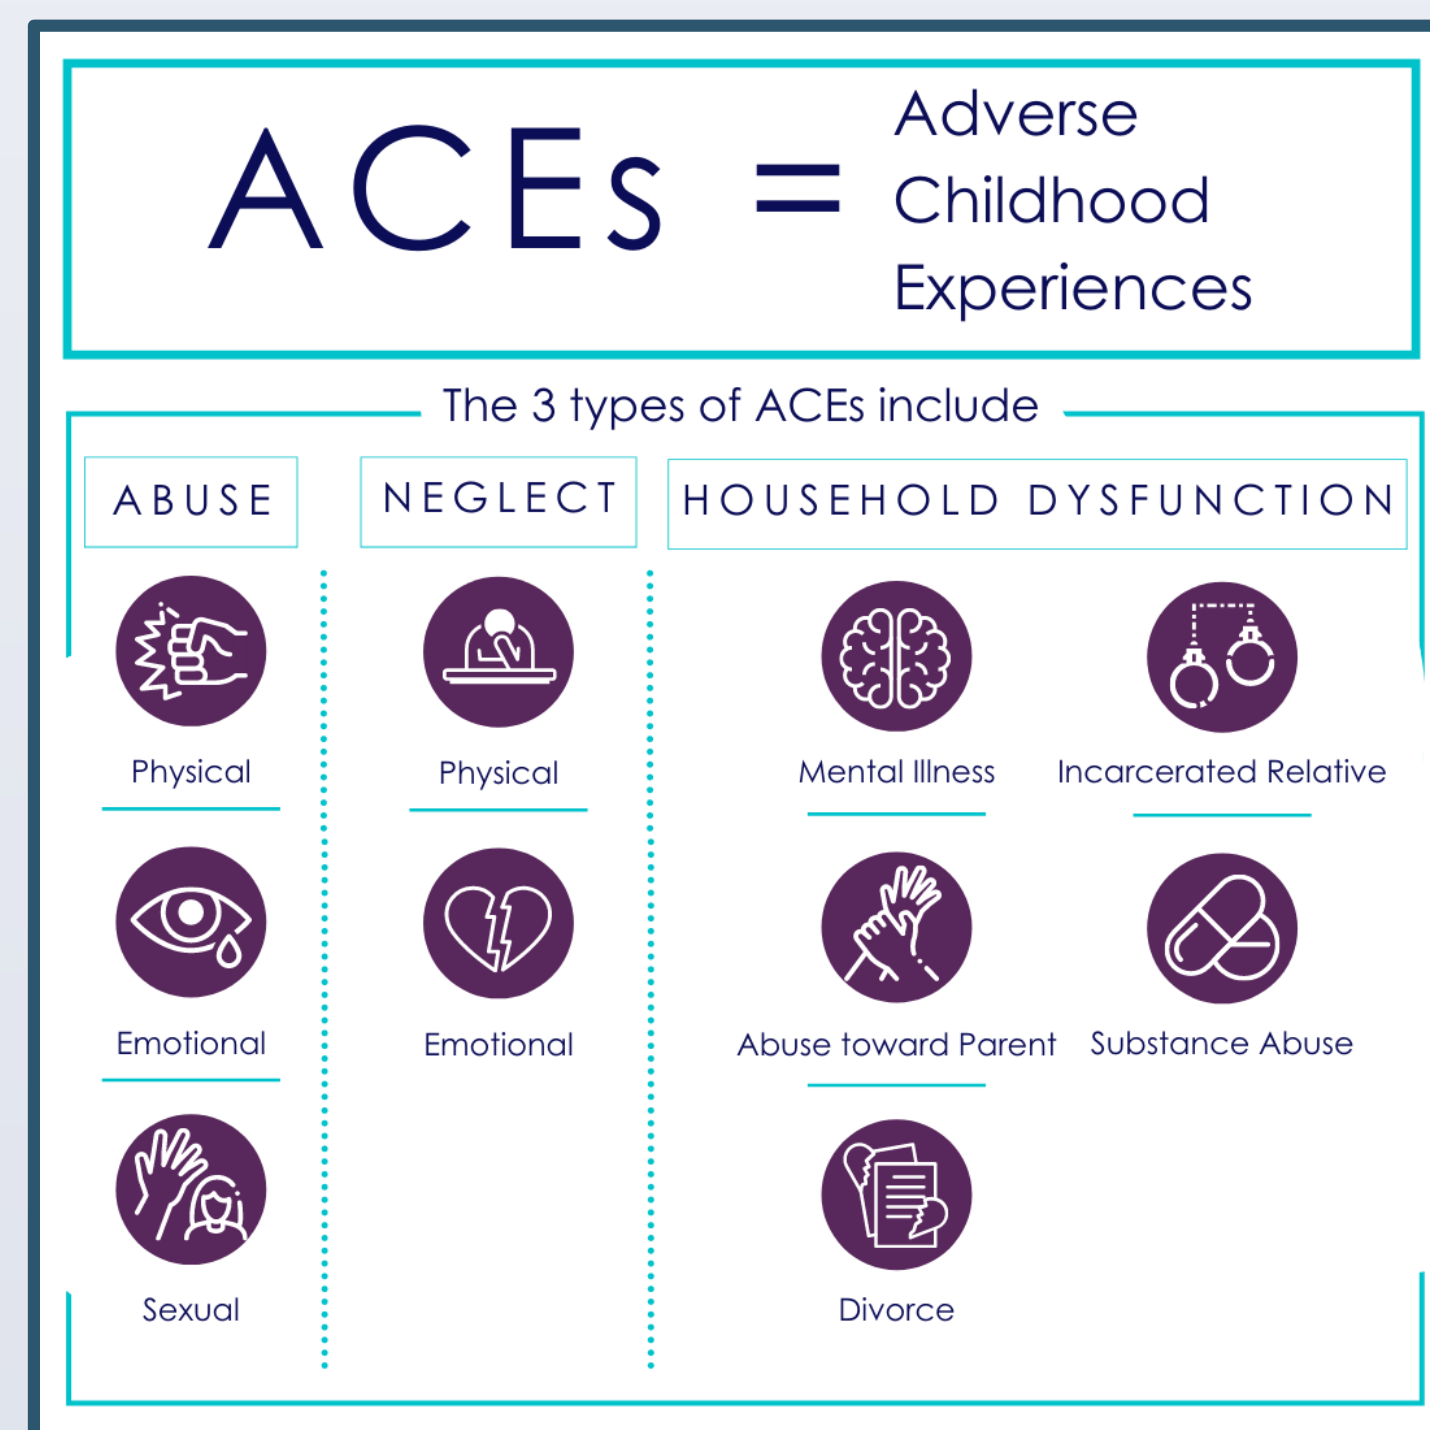 ACEs =
Adverse
Childhood
Experiences
The 3 types of ACEs include
ABUSE
Physical
Emotional
Sexual
NEGLECT
Physical
Emotional
HOUSEHOLD DYSFUNCTION
Mental Illness
Incarcerated Relative
Abuse toward Parent
Substance Abuse
Divorce